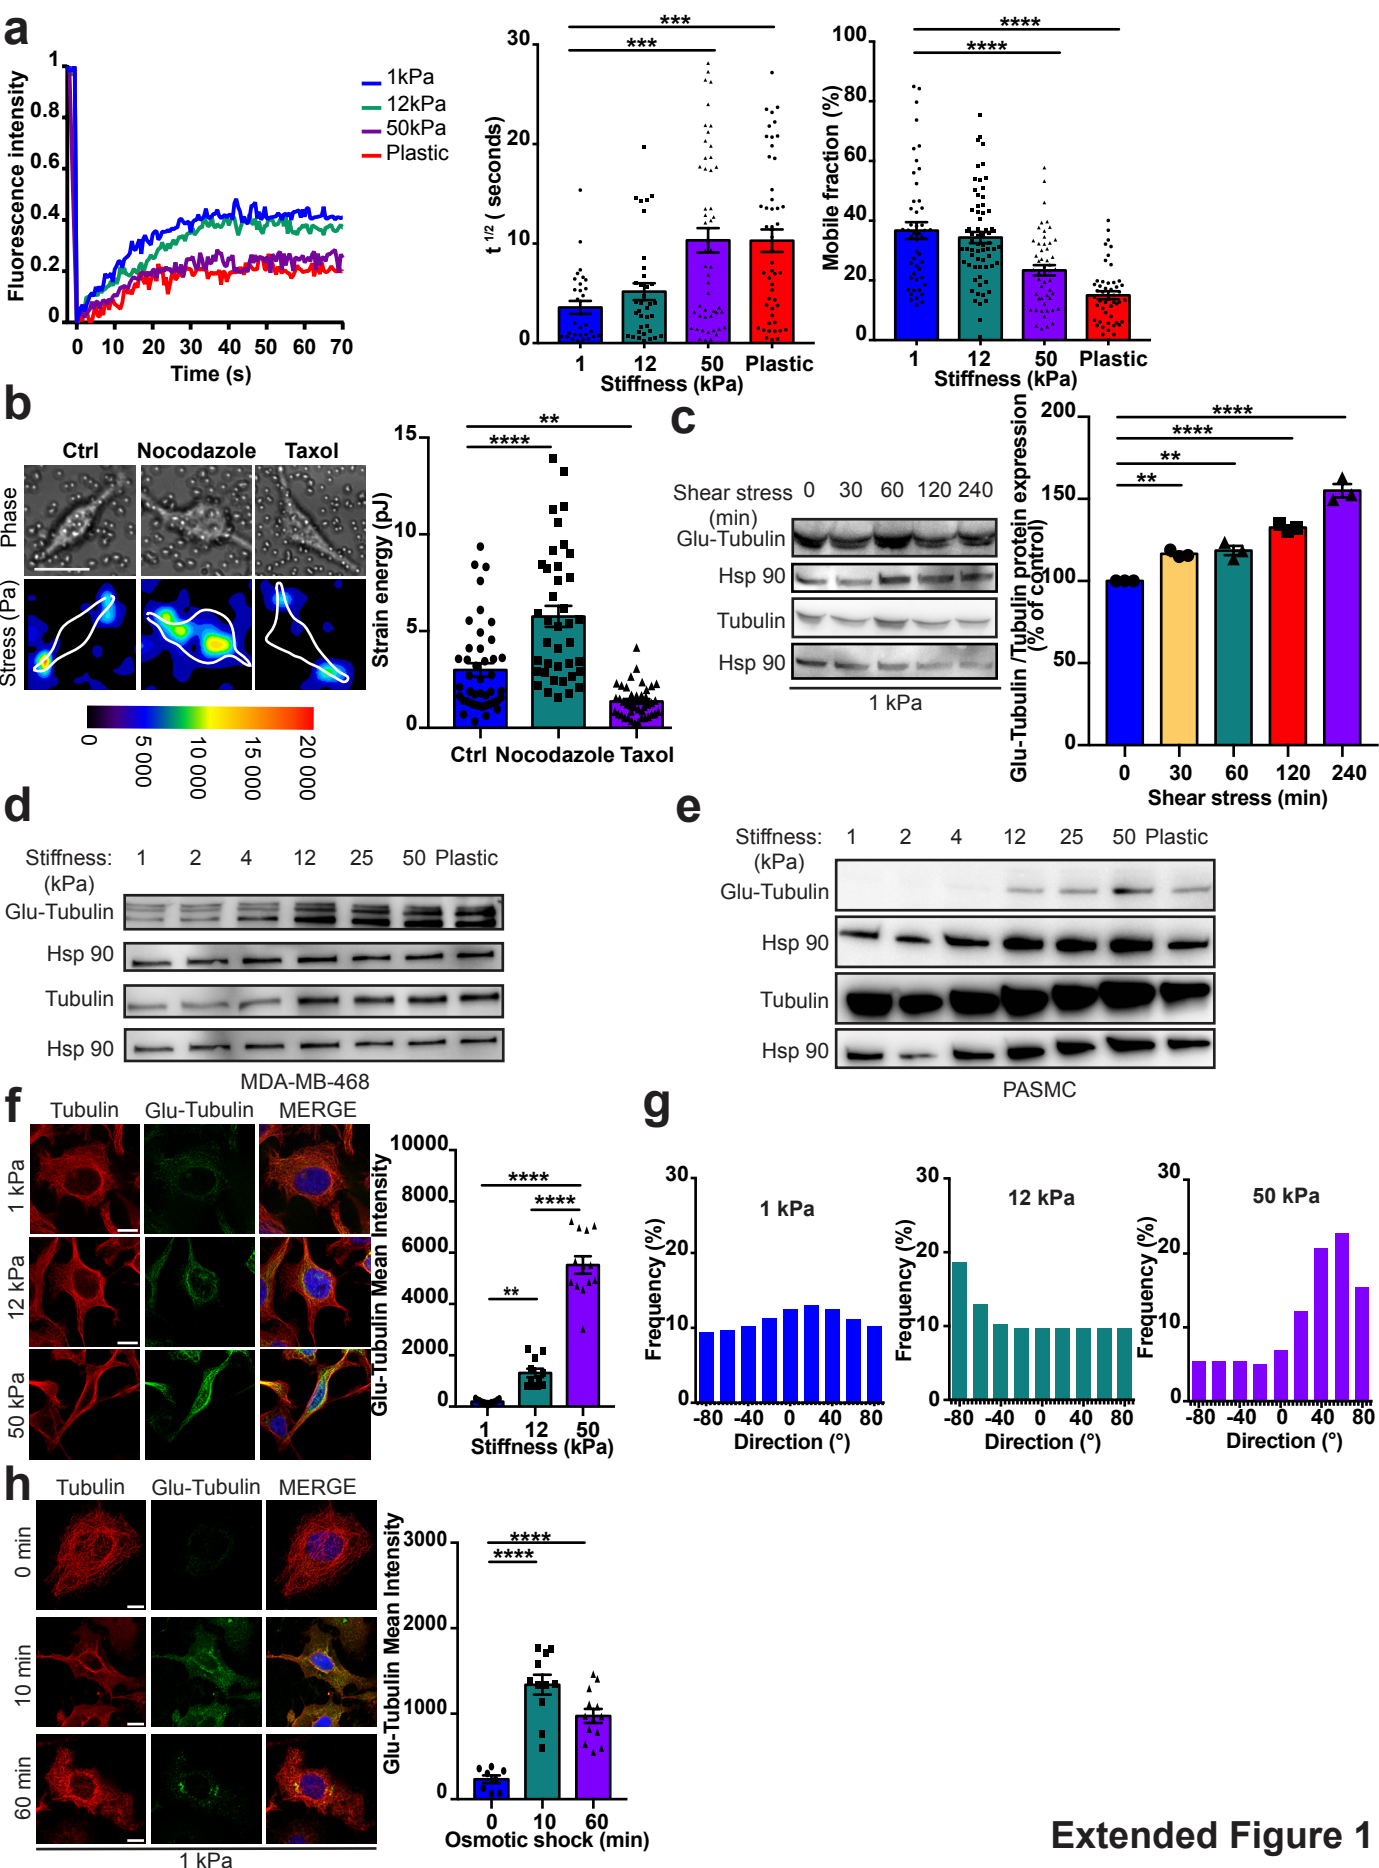 a
Fluorescence intensity
1
0.8
0.6
0.4
0.2
0
0 10 20 30 40 50 60 70
Time (s)
1kPa
12kPa
50kPa
Plastic
t 1/2 ( seconds)
30
20
10
0
***
***
1 12 50 Plastic
Stiffness (kPa)
Mobile fraction (%)
100
80
60
40
20
0
****
****
1 12 50 Plastic
Stiffness (kPa)
b
Ctrl Nocodazole Taxol
Phase
Stress (Pa)
0 5 000 10 000 15 000 20 000
Strain energy (pJ)
15
10
5
0
**
****
Ctrl Nocodazole Taxol
c
Shear stress 0 30 60 120 240
(min)
Glu-Tubulin
Hsp 90
Tubulin
Hsp 90
1 kPa
Glu-Tubulin /Tubulin protein expression
(% of control)
200
150
100
50
0
****
****
**
**
0 30 60 120 240
Shear stress (min)
d
Stiffness: 1 2 4 12 25 50 Plastic
(kPa)
Glu-Tubulin
Hsp 90
Tubulin
Hsp 90
MDA-MB-468
e
Stiffness: 1 2 4 12 25 50 Plastic
(kPa)
Glu-Tubulin
Hsp 90
Tubulin
Hsp 90
PASMC
f
Tubulin Glu-Tubulin MERGE
1 kPa
12 kPa
50 kPa
Glu-Tubulin Mean Intensity
10000
8000
6000
4000
2000
0
****
****
**
1 12 50
Stiffness (kPa)
g
Frequency (%)
30
20
10
0
1 kPa
-80 -40 0 40 80
Direction (°)
Frequency (%)
30
20
10
0
12 kPa
-80 -40 0 40 80
Direction (°)
Frequency (%)
30
20
10
0
50 kPa
-80 -40 0 40 80
Direction (°)
h
Tubulin Glu-Tubulin MERGE
0 min
10 min
60 min
1 kPa
Glu-Tubulin Mean Intensity
3000
2000
1000
0
****
****
0 10 60
Osmotic shock (min)
Extended Figure 1